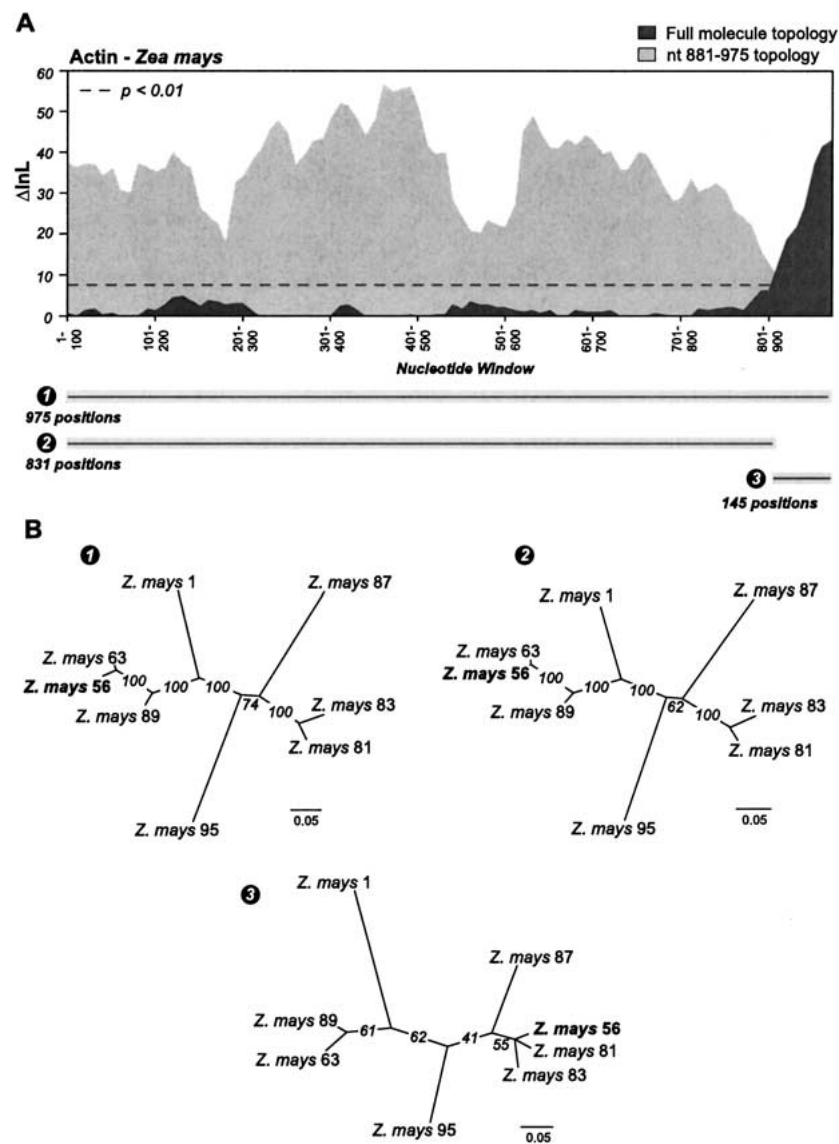 A
Full molecule topology
nt 881-975 topology
Actin - Zea mays
p < 0.01
60
50
40
30
20
10
0
ΔlnL
1-
100
101-
200
201-
300
301-
400
401-
500
501-
600
601-
700
701-
800
801-
900
Nucleotide Window
1
975 positions
2
831 positions
3
145 positions
B
1
Z. mays 1
Z. mays 87
Z. mays 63
100
Z. mays 56
100
100
Z. mays 89
74
100
Z. mays 83
Z. mays 81
Z. mays 95
0.05
2
Z. mays 1
Z. mays 87
Z. mays 63
Z. mays 56
100
100
100
Z. mays 89
62
100
Z. mays 83
Z. mays 81
Z. mays 95
0.05
3
Z. mays 1
Z. mays 87
Z. mays 89
61
62
41
55
Z. mays 56
Z. mays 81
Z. mays 63
Z. mays 83
Z. mays 95
0.05